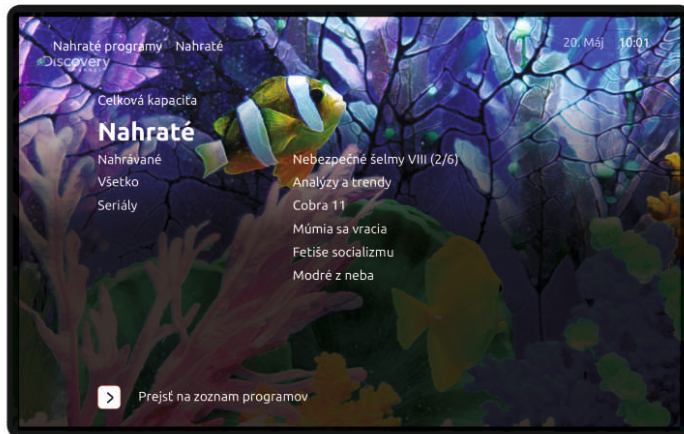 Nahraté programy Nahraté
20. Máj 10:01
Discovery
CHANNEL
Celková kapacita
Nahraté
Nahrávané
Všetko
Seriály
Nebezpečné šelmy VIII (2/6)
Analýzy a trendy
Cobra 11
Múmia sa vracia
Fetiše socializmu
Modré z neba
Prejsť na zoznam programov